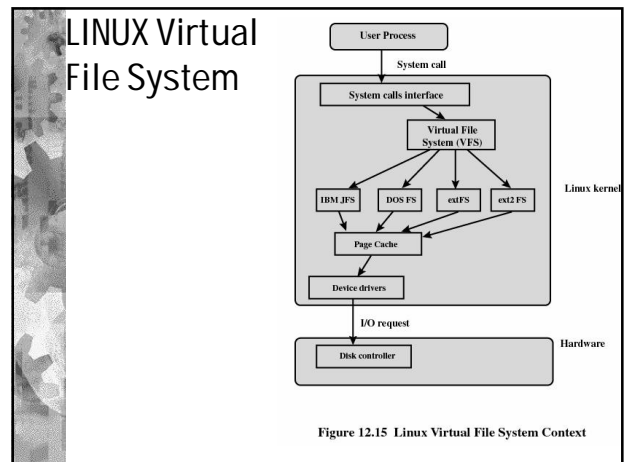 LINUX Virtual
File System
User Process
System call
System calls interface
Virtual File
System (VFS)
IBM JFS
DOS FS
extFS
ext2 FS
Linux kernel
Page Cache
Device drivers
I/O request
Hardware
Disk controller
Figure 12.15 Linux Virtual File System Context